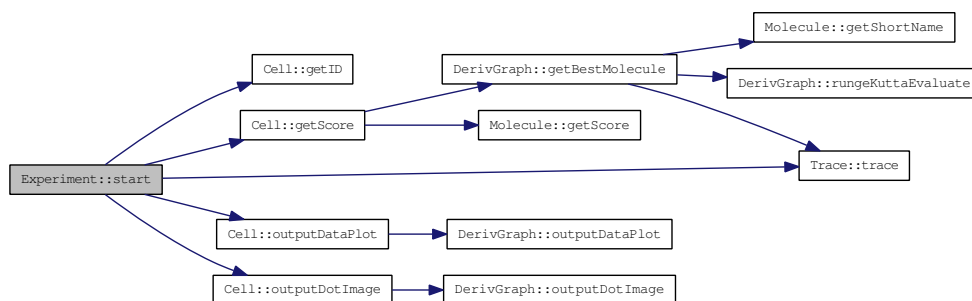 Molecule::getShortName
Cell::getID
DerivGraph::getBestMolecule
DerivGraph::rungeKuttaEvaluate
Cell::getScore
Molecule::getScore
Trace::trace
Experiment::start
Cell::outputDataPlot
DerivGraph::outputDataPlot
Cell::outputDotImage
DerivGraph::outputDotImage